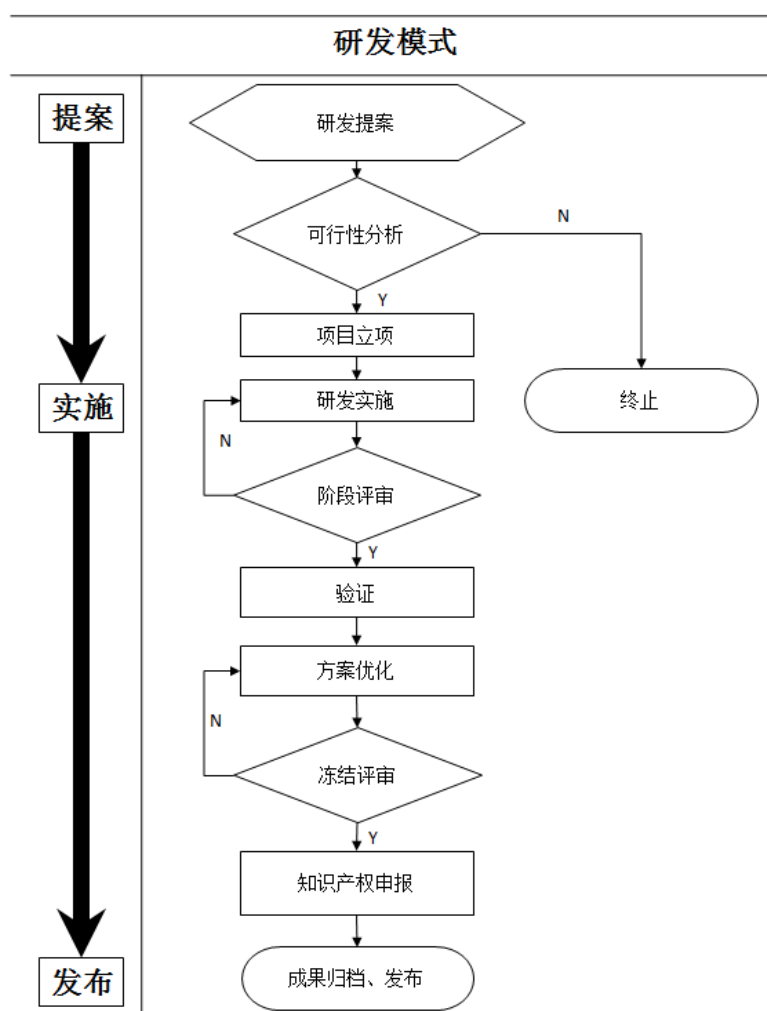 研发模式
提案
研发提案
可行性分析
N
Y
项目立项
实施
研发实施
终止
N
阶段评审
Y
验证
方案优化
N
冻结评审
Y
知识产权申报
发布
成果归档、发布